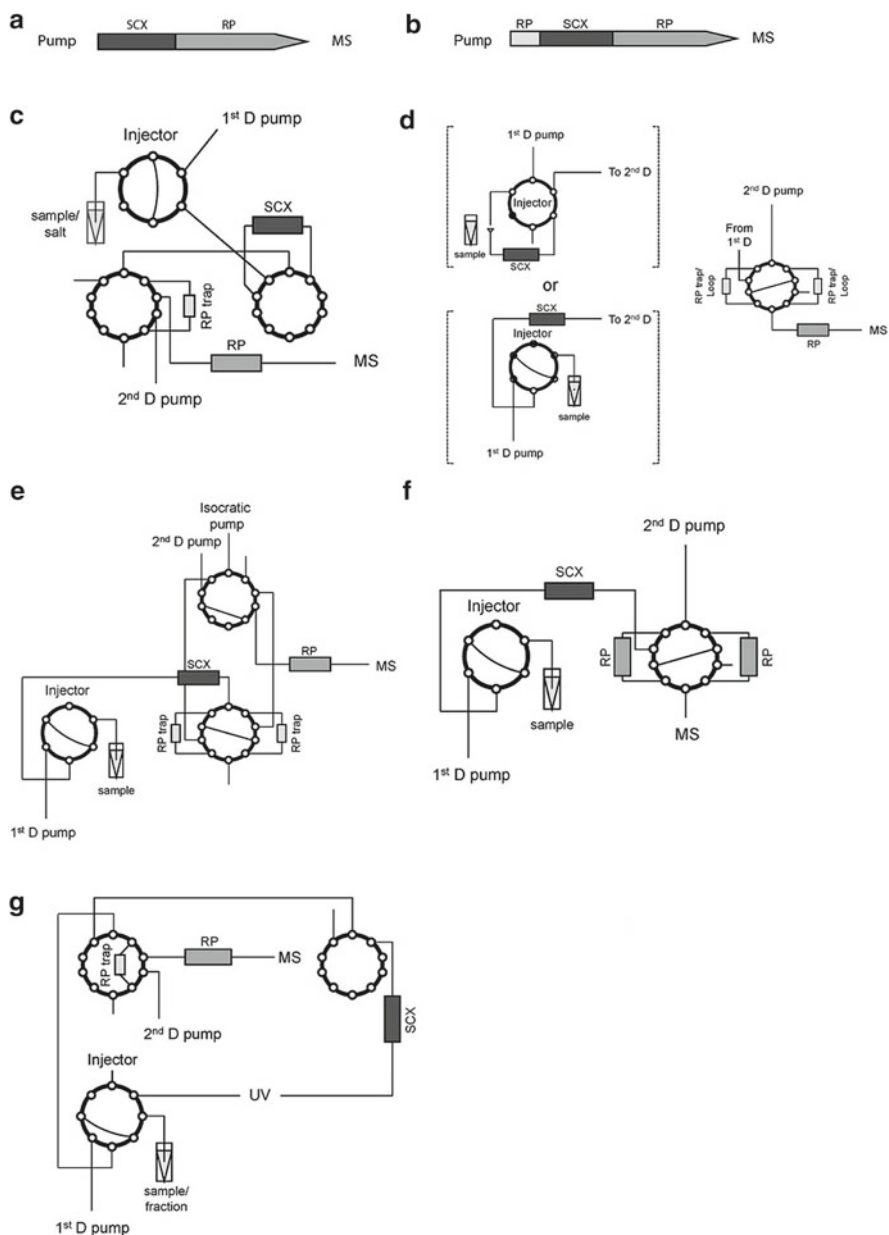 a
SCX
RP
Pump
MS
b
RP
SCX
RP
Pump
MS
c
1st D pump
Injector
SCX
sample/
salt
RP trap
RP
MS
2nd D pump
d
1st D pump
To 2nd D
Injector
sample
SCX
or
SCX
To 2nd D
Injector
sample
1st D pump
2nd D pump
From
1st D
RP trap/
Loop
RP trap/
Loop
RP
MS
e
Isocratic
pump
2nd D pump
RP
MS
SCX
Injector
RP trap
RP trap
sample
1st D pump
f
2nd D pump
SCX
Injector
RP
RP
sample
MS
1st D pump
g
RP trap
RP
MS
SCX
2nd D pump
Injector
UV
sample/
fraction
1st D pump